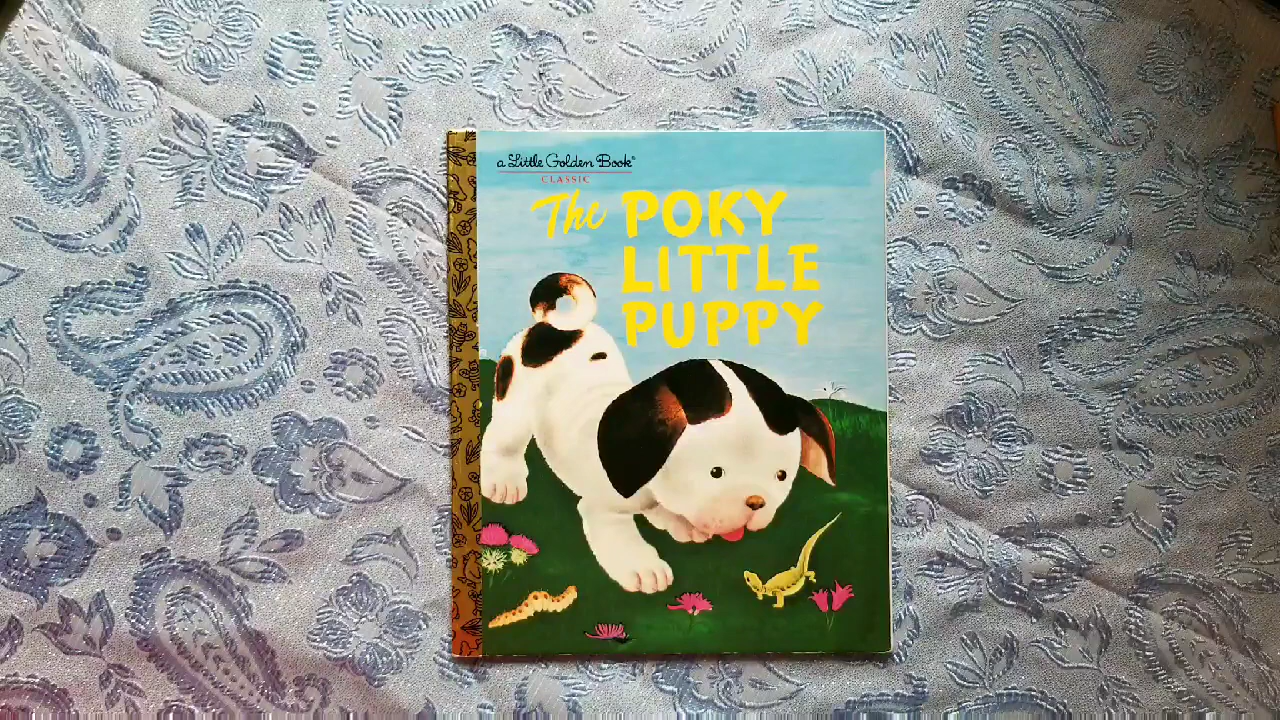 a Little Golden Book®
CLASSIC
The POKY
LITTLE
PUPPY